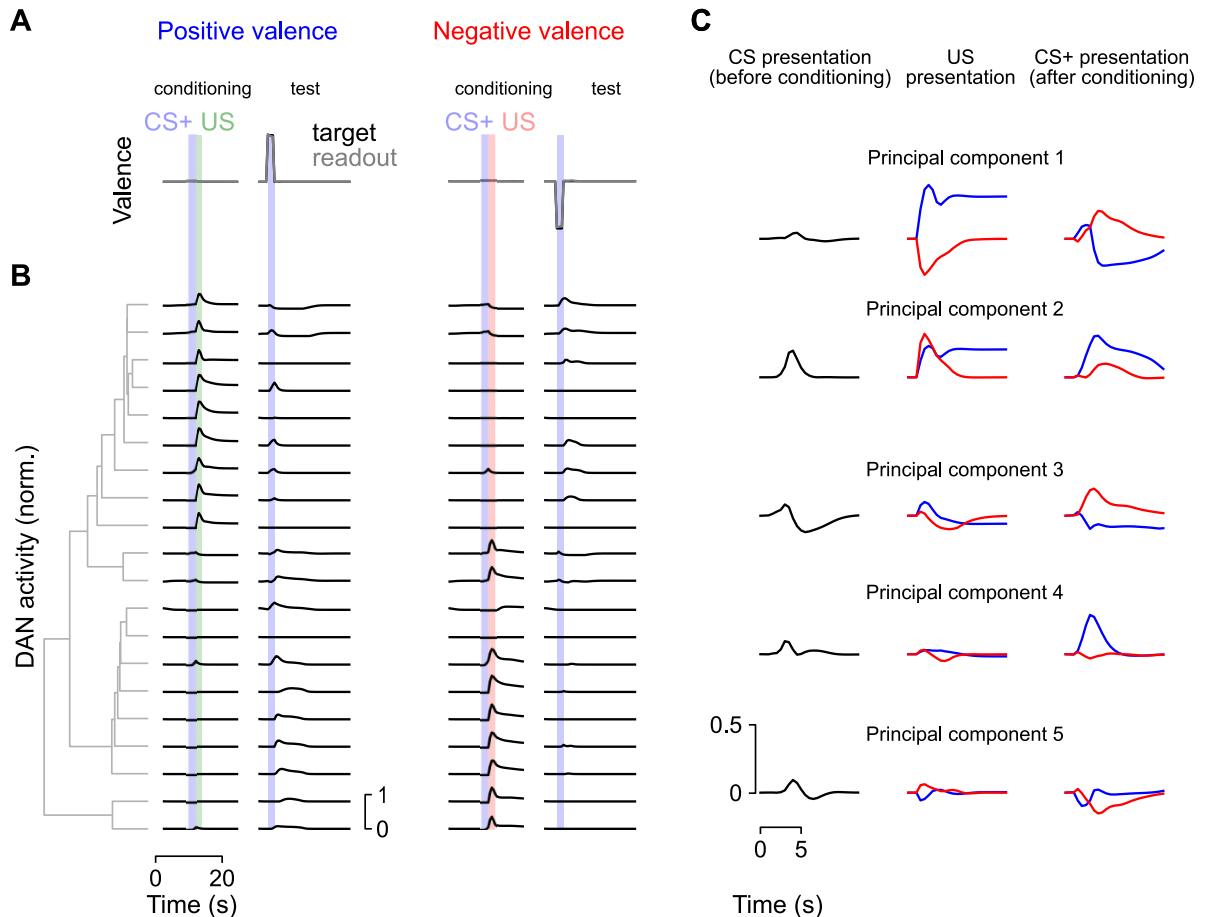 A
Positive valence
Negative valence
conditioning
test
conditioning
test
CS+ US
CS+ US
target
readout
Valence
B
DAN activity (norm.)
1
0
0
20
Time (s)
C
CS presentation
(before conditioning)
US
presentation
CS+ presentation
(after conditioning)
Principal component 1
Principal component 2
Principal component 3
Principal component 4
Principal component 5
0.5
0
0
5
Time (s)